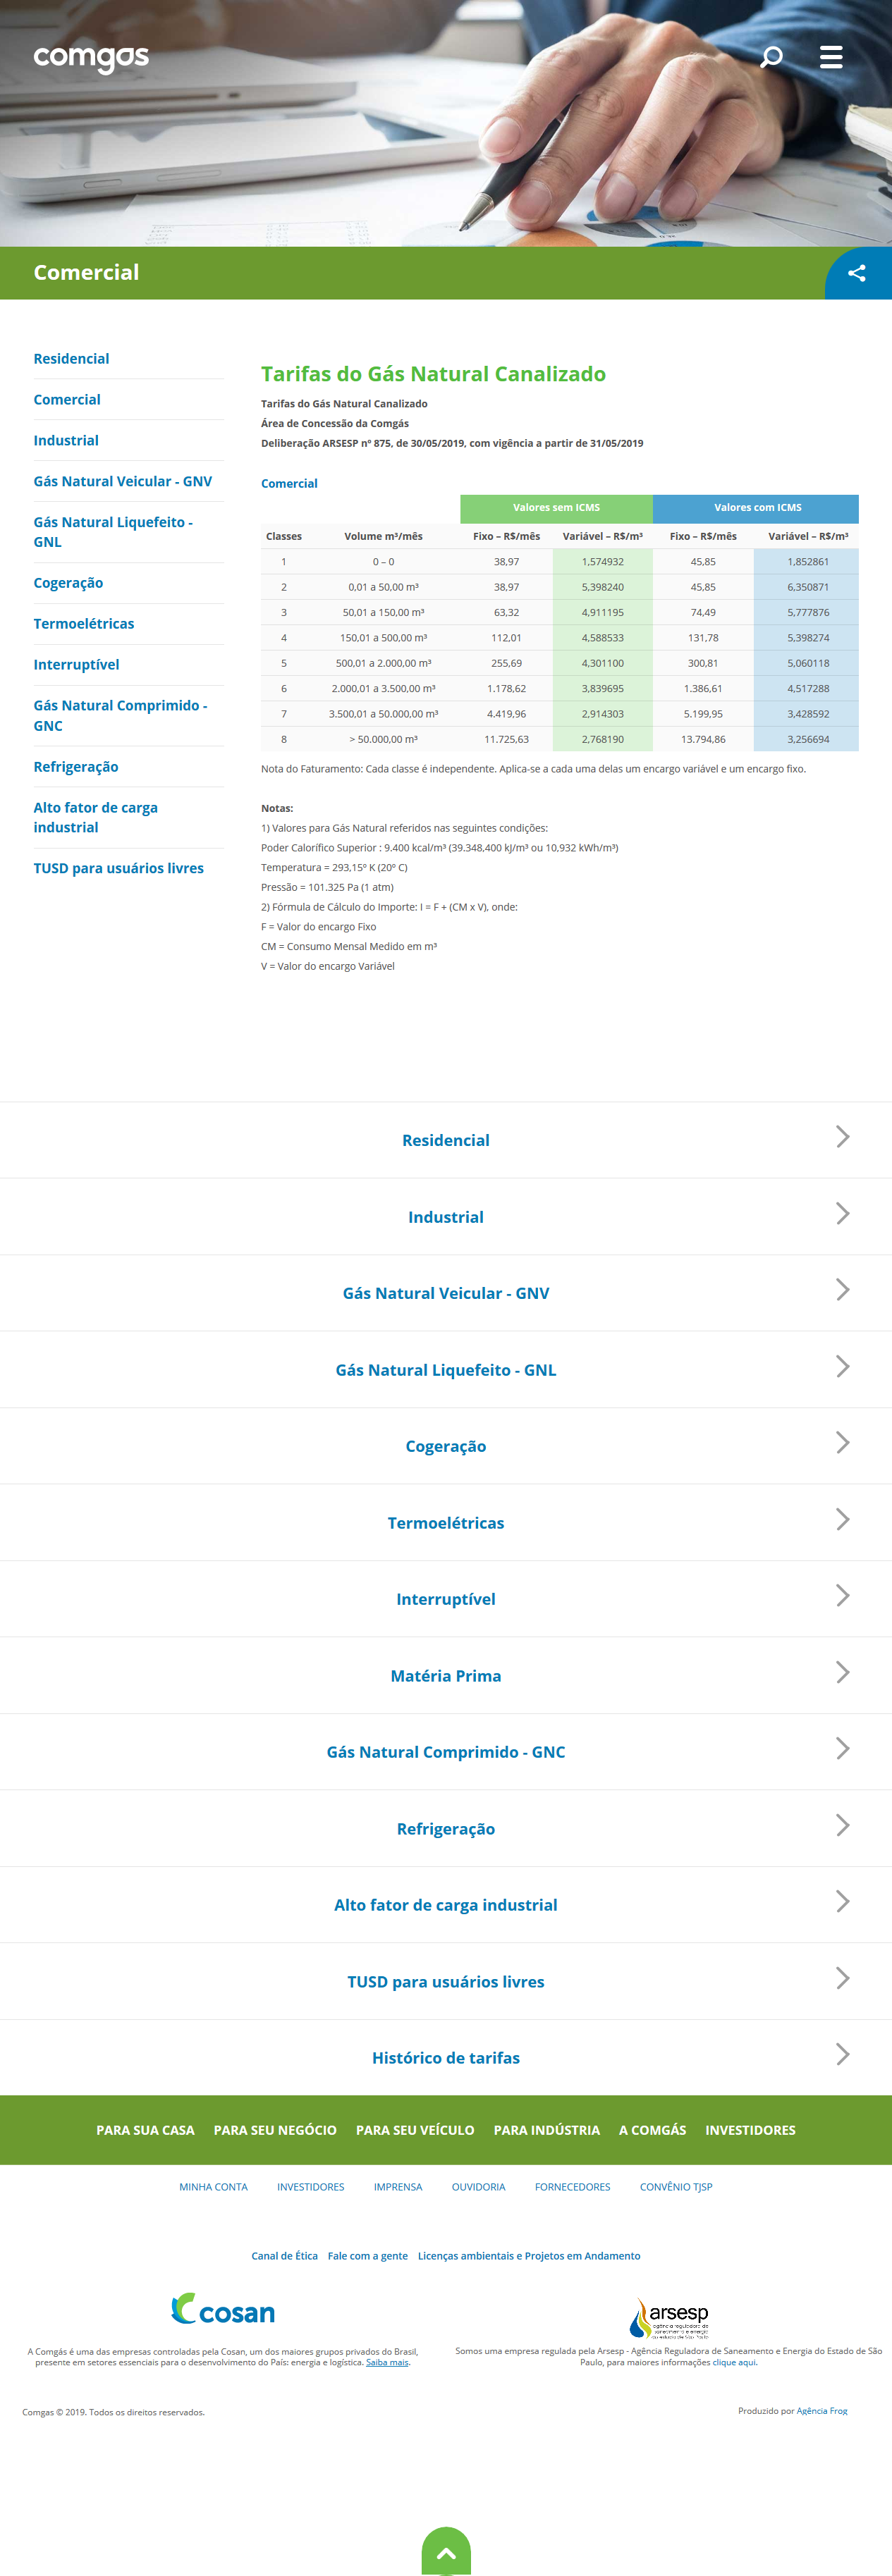 comgas
Comercial
Residencial
Comercial
Industrial
Gás Natural Veicular - GNV
Gás Natural Liquefeito -
GNL
Cogeração
Termoelétricas
Interruptível
Gás Natural Comprimido -
GNC
Refrigeração
Alto fator de carga
industrial
TUSD para usuários livres
Tarifas do Gás Natural Canalizado
Tarifas do Gás Natural Canalizado
Área de Concessão da Comgás
Deliberação ARSESP nº 875, de 30/05/2019, com vigência a partir de 31/05/2019
Comercial
Valores sem ICMS Valores com ICMS
Classes Volume m³/mês Fixo – R$/mês Variável – R$/m³ Fixo – R$/mês Variável – R$/m³
1 0 – 0 38,97 1,574932 45,85 1,852861
2 0,01 a 50,00 m³ 38,97 5,398240 45,85 6,350871
3 50,01 a 150,00 m³ 63,32 4,911195 74,49 5,777876
4 150,01 a 500,00 m³ 112,01 4,588533 131,78 5,398274
5 500,01 a 2.000,00 m³ 255,69 4,301100 300,81 5,060118
6 2.000,01 a 3.500,00 m³ 1.178,62 3,839695 1.386,61 4,517288
7 3.500,01 a 50.000,00 m³ 4.419,96 2,914303 5.199,95 3,428592
8 > 50.000,00 m³ 11.725,63 2,768190 13.794,86 3,256694
Nota do Faturamento: Cada classe é independente. Aplica-se a cada uma delas um encargo variável e um encargo fixo.
Notas:
1) Valores para Gás Natural referidos nas seguintes condições:
Poder Calorífico Superior : 9.400 kcal/m³ (39.348,400 kJ/m³ ou 10,932 kWh/m³)
Temperatura = 293,15º K (20º C)
Pressão = 101.325 Pa (1 atm)
2) Fórmula de Cálculo do Importe: I = F + (CM x V), onde:
F = Valor do encargo Fixo
CM = Consumo Mensal Medido em m³
V = Valor do encargo Variável
Residencial
Industrial
Gás Natural Veicular - GNV
Gás Natural Liquefeito - GNL
Cogeração
Termoelétricas
Interruptível
Matéria Prima
Gás Natural Comprimido - GNC
Refrigeração
Alto fator de carga industrial
TUSD para usuários livres
Histórico de tarifas
PARA SUA CASA PARA SEU NEGÓCIO PARA SEU VEÍCULO PARA INDÚSTRIA A COMGÁS INVESTIDORES
MINHA CONTA INVESTIDORES IMPRENSA OUVIDORIA FORNECEDORES CONVÊNIO TJSP
Canal de Ética Fale com a gente Licenças ambientais e Projetos em Andamento
cosan
A Comgás é uma das empresas controladas pela Cosan, um dos maiores grupos privados do Brasil,
presente em setores essenciais para o desenvolvimento do País: energia e logística. Saiba mais.
arsesp
agência reguladora de
saneamento e energia
do estado de São Paulo
Somos uma empresa regulada pela Arsesp - Agência Reguladora de Saneamento e Energia do Estado de São
Paulo, para maiores informações clique aqui.
Comgas © 2019. Todos os direitos reservados.
Produzido por Agência Frog